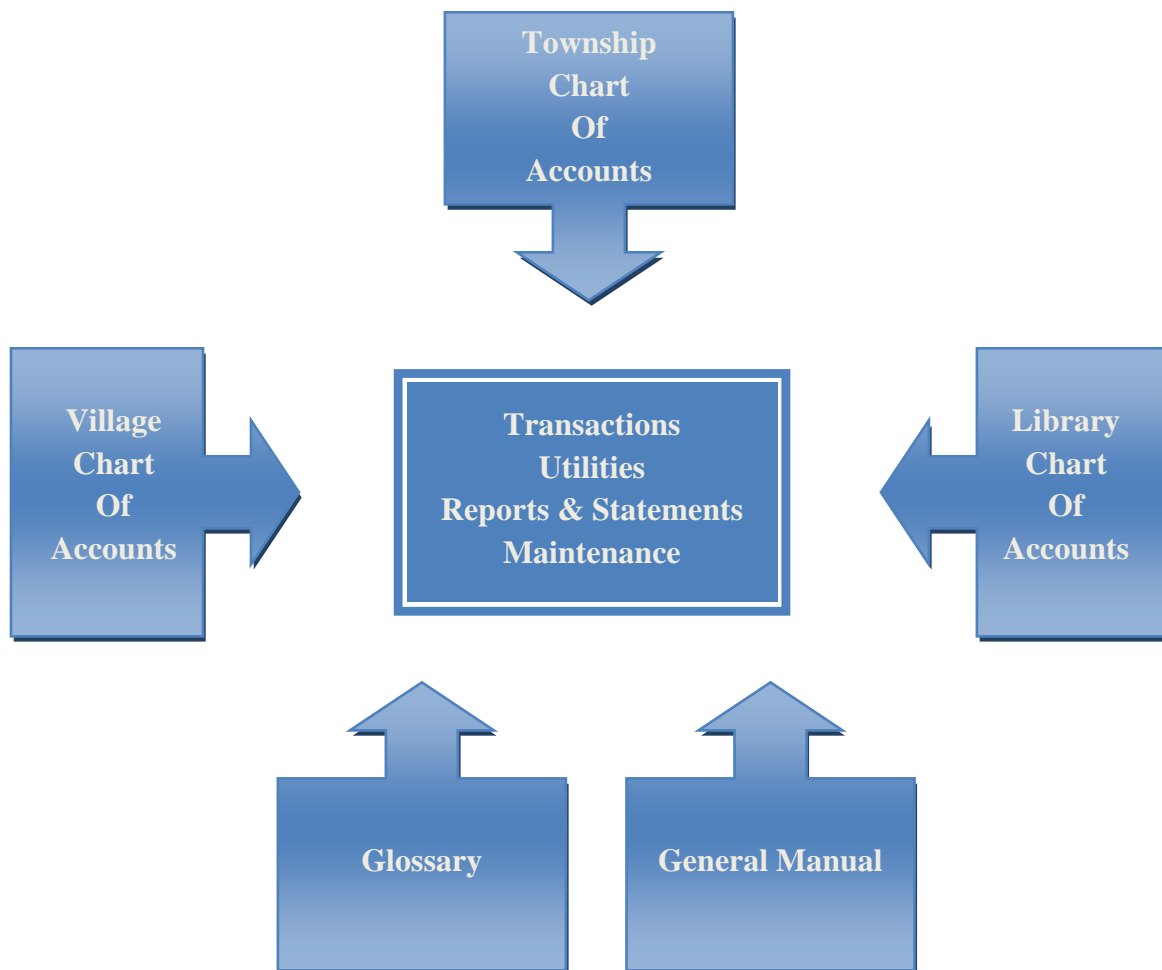 Township
Chart
Of
Accounts
Village
Chart
Of
Accounts
Transactions
Utilities
Reports & Statements
Maintenance
Library
Chart
Of
Accounts
Glossary
General Manual